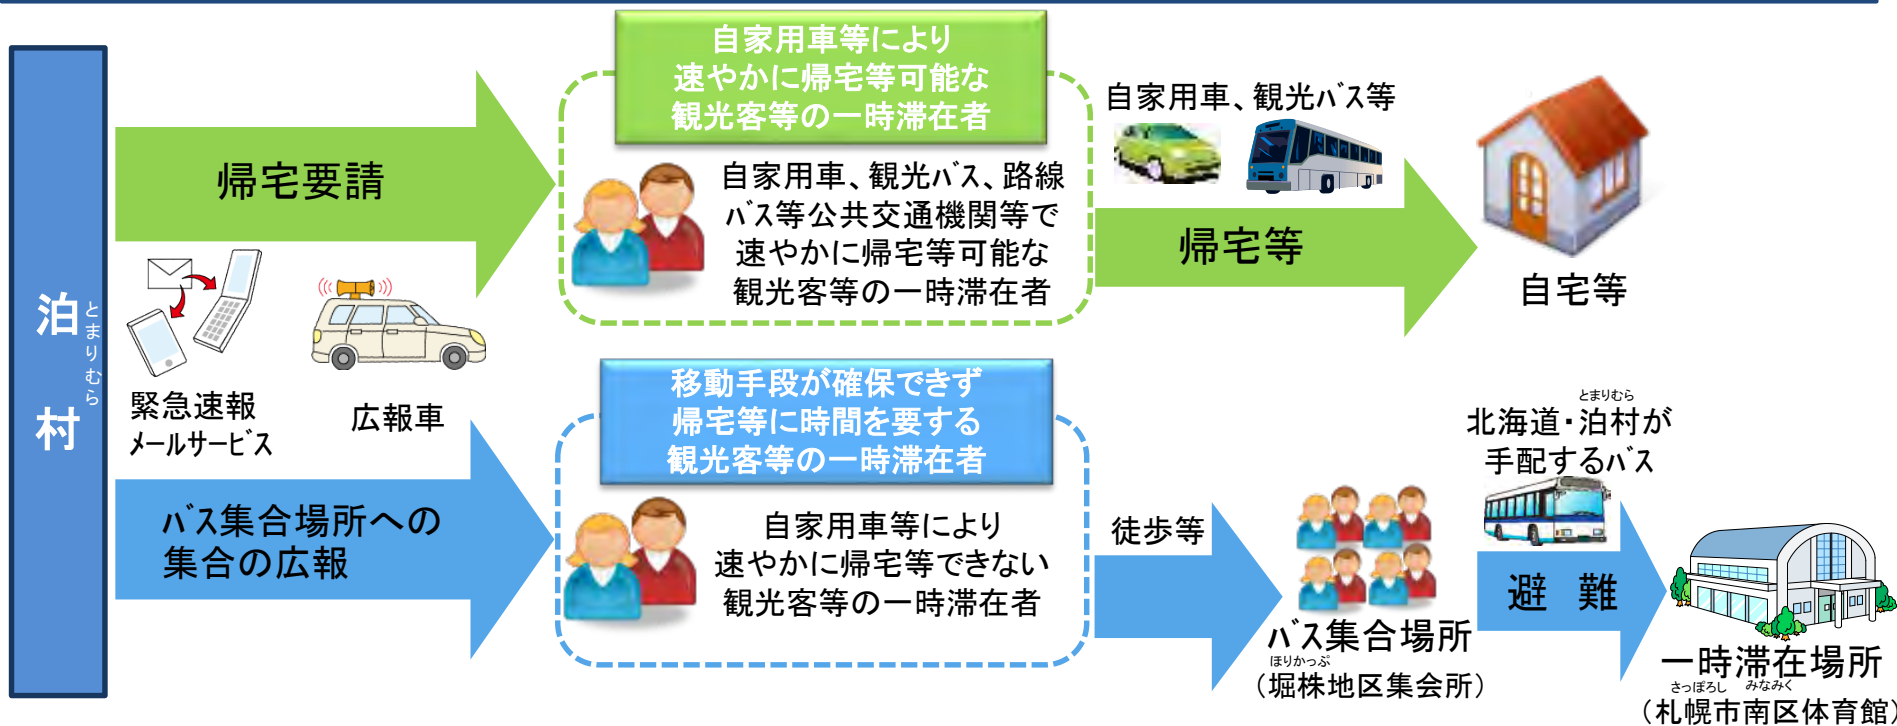 泊村
とまりむら
帰宅要請
緊急速報
メールサービス
広報車
バス集合場所への
集合の広報
自家用車等により
速やかに帰宅等可能な
観光客等の一時滞在者
自家用車、観光バス、路線
バス等公共交通機関等で
速やかに帰宅等可能な
観光客等の一時滞在者
自家用車、観光バス等
帰宅等
自宅等
移動手段が確保できず
帰宅等に時間を要する
観光客等の一時滞在者
自家用車等により
速やかに帰宅等できない
観光客等の一時滞在者
徒歩等
バス集合場所
ほりかっぷ
（堀株地区集会所）
とまりむら
北海道・泊村が
手配するバス
避難
一時滞在場所
さっぽろし みなみく
（札幌市南区体育館）